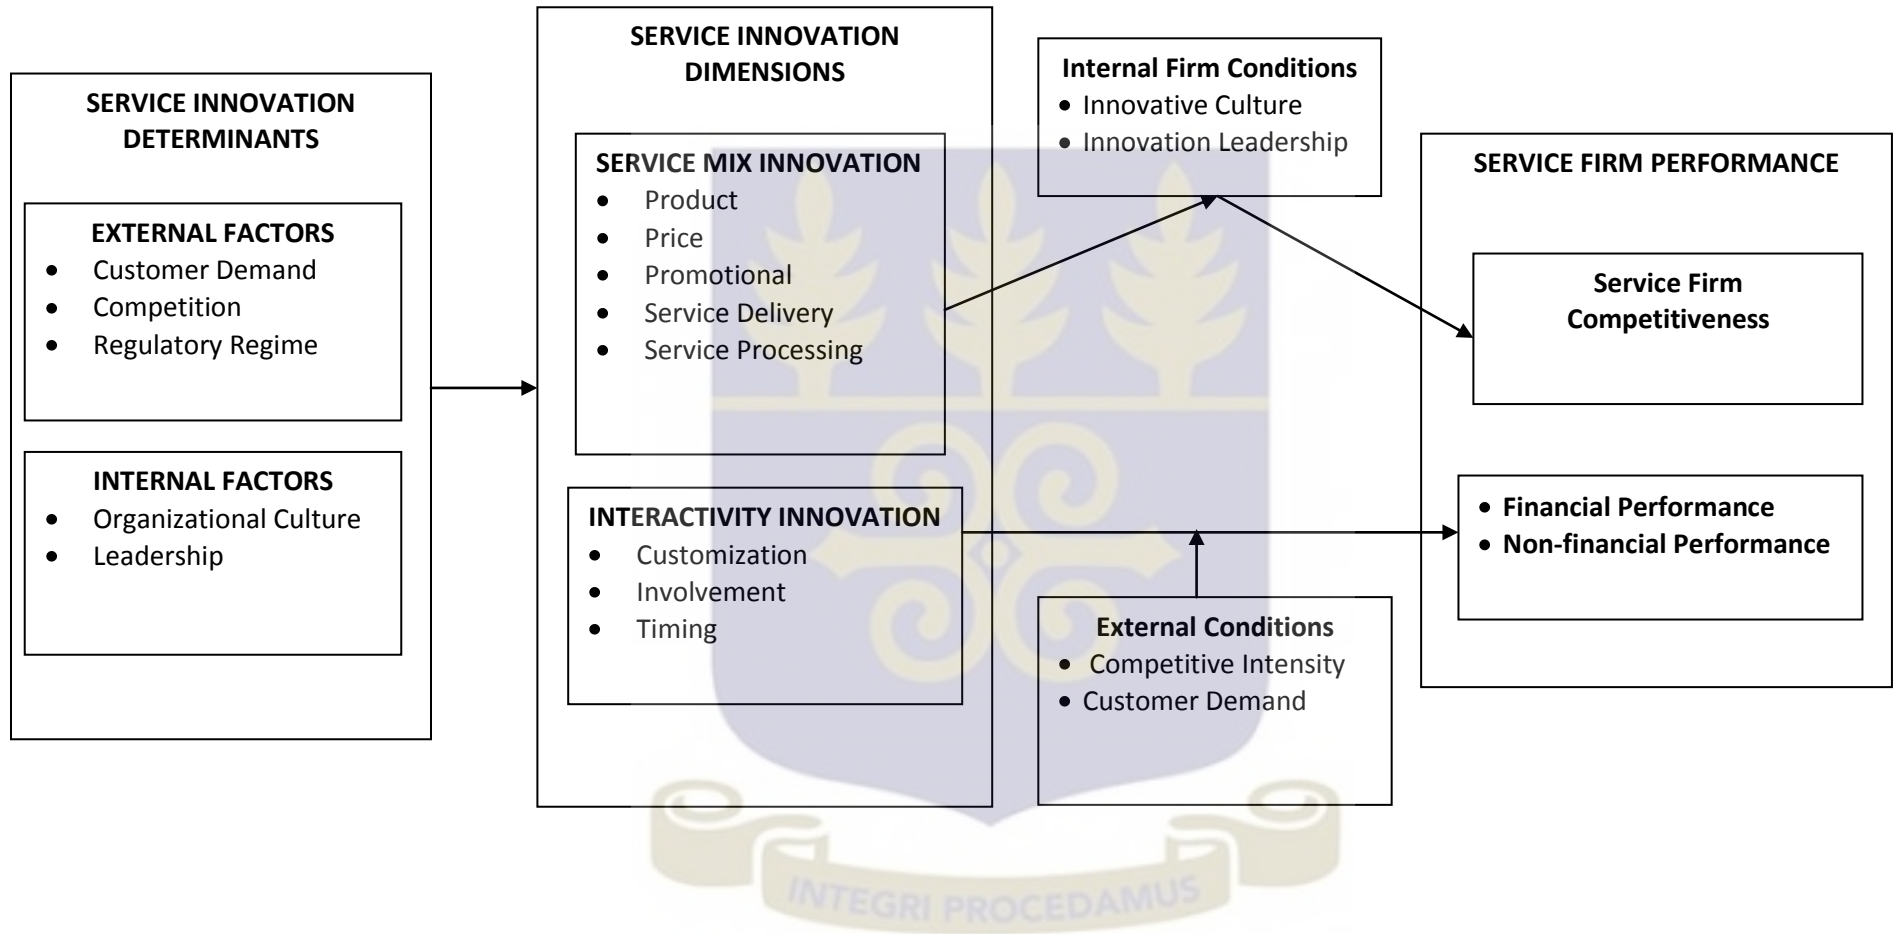 SERVICE INNOVATION
DETERMINANTS
EXTERNAL FACTORS
• Customer Demand
• Competition
• Regulatory Regime
INTERNAL FACTORS
• Organizational Culture
• Leadership
SERVICE INNOVATION
DIMENSIONS
SERVICE MIX INNOVATION
• Product
• Price
• Promotional
• Service Delivery
• Service Processing
INTERACTIVITY INNOVATION
• Customization
• Involvement
• Timing
Internal Firm Conditions
• Innovative Culture
• Innovation Leadership
External Conditions
• Competitive Intensity
• Customer Demand
SERVICE FIRM PERFORMANCE
Service Firm
Competitiveness
• Financial Performance
• Non-financial Performance
INTEGRI PROCEDAMUS